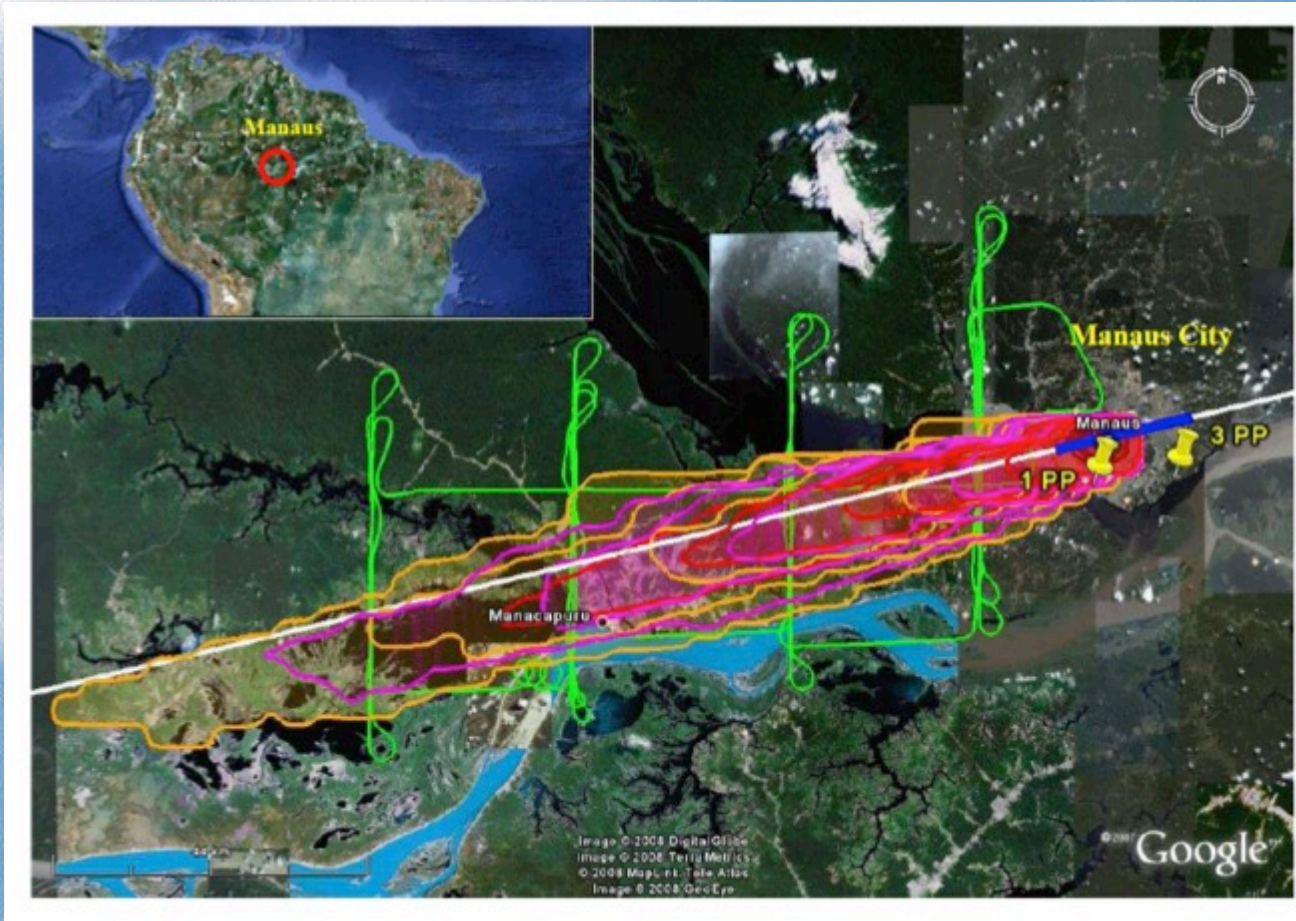 Manaus
N
Manaus City
Manaus
3 PP
1 PP
Manacapuru
Image © 2008 DigitalGlobe
Image © 2008 TerraMetrics
© 2008 MapLink/Tele Atlas
Image © 2008 GeoEye
Google